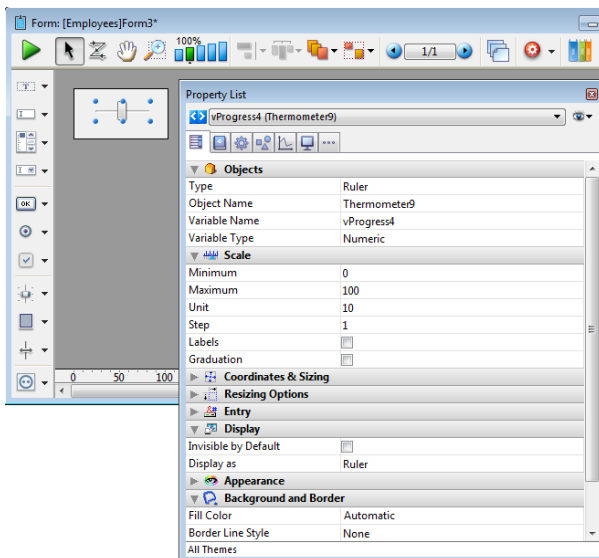 Form: [Employees]Form3*
100%
1/1
Property List
vProgress4 (Thermometer9)
OK
Objects
Type Ruler
Object Name Thermometer9
Variable Name vProgress4
Variable Type Numeric
Scale
Minimum 0
Maximum 100
Unit 10
Step 1
Labels
Graduation
0 50 100
Coordinates & Sizing
Resizing Options
Entry
Display
Invisible by Default
Display as Ruler
Appearance
Background and Border
Fill Color Automatic
Border Line Style None
All Themes